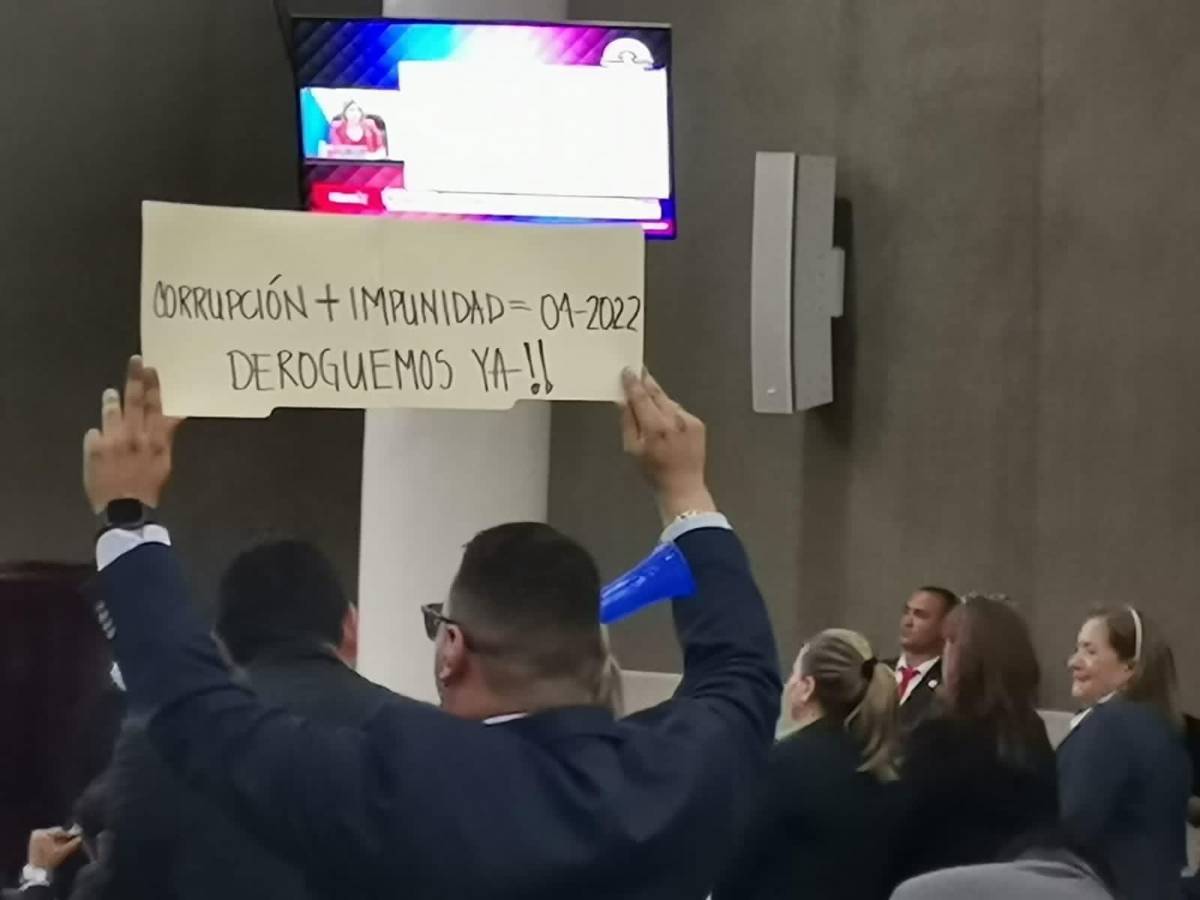 CORRUPCIÓN + IMPUNIDAD = 04-2022
DEROGUEMOS YA-!!